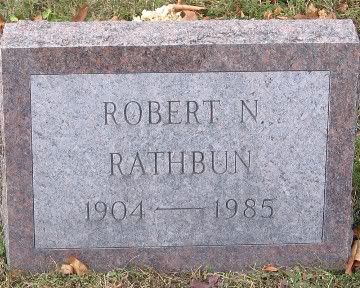 ROBERT N.
RATHBUN
1904 — 1985